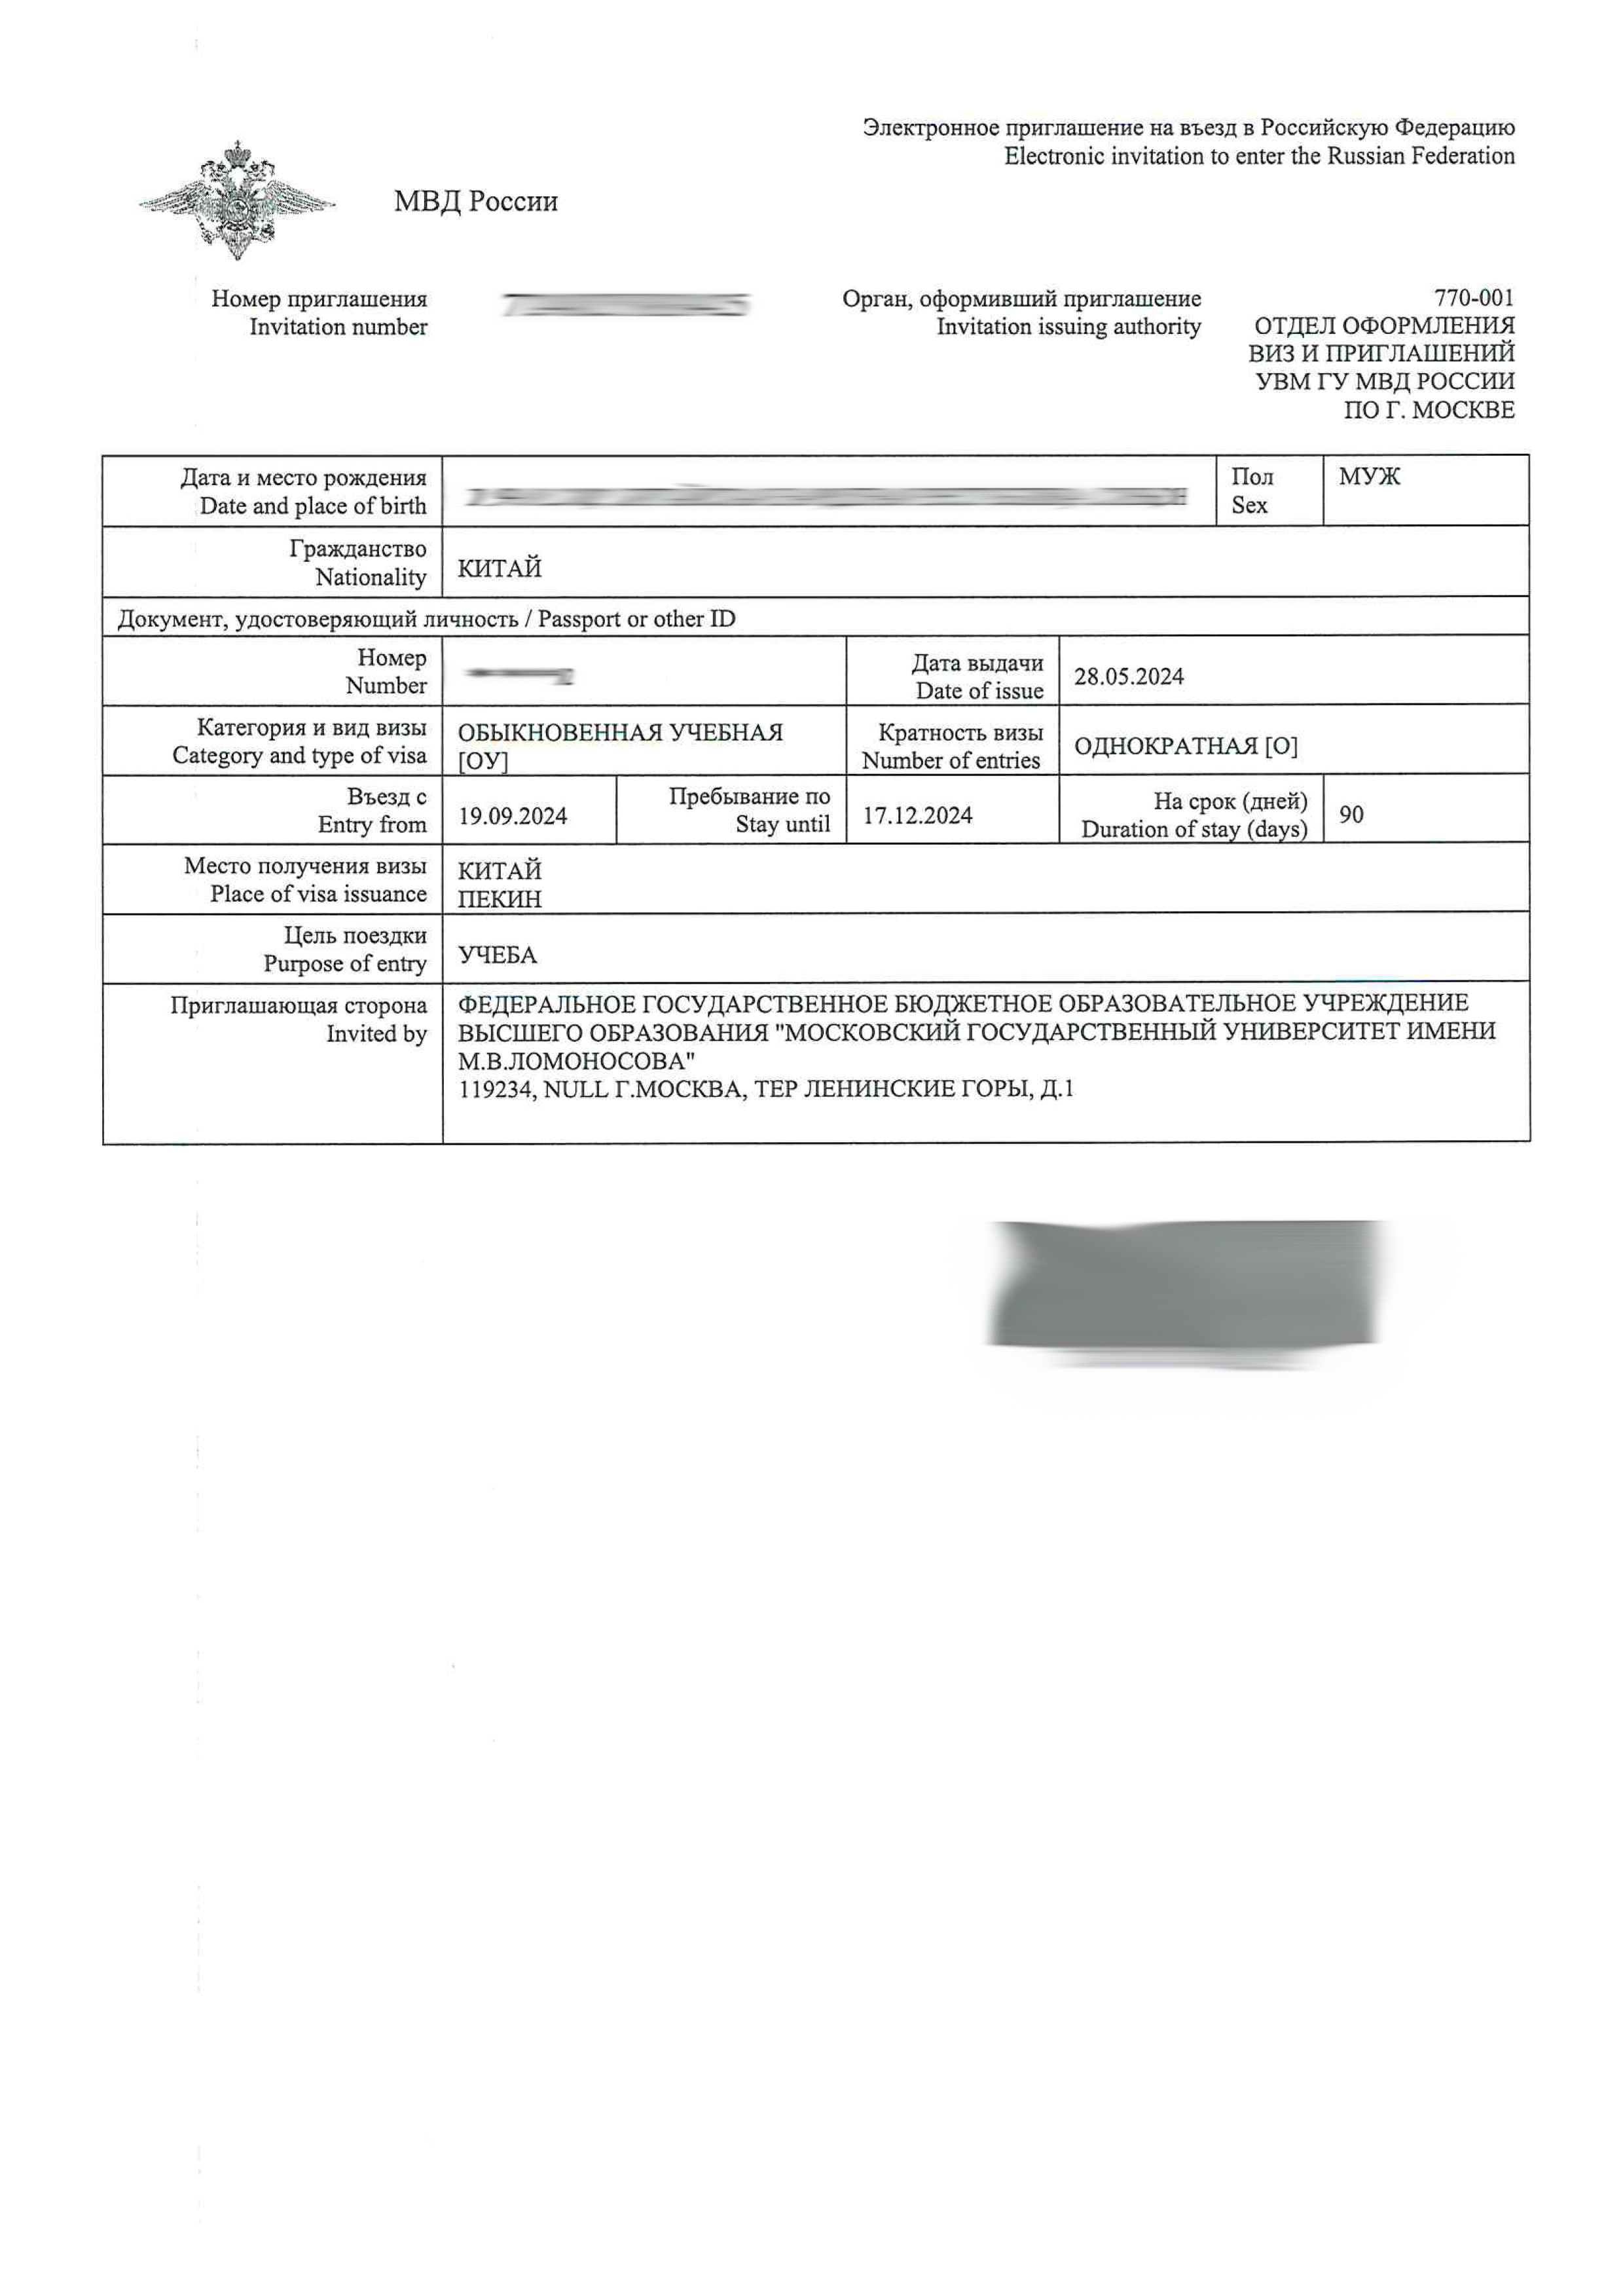 Электронное приглашение на въезд в Российскую Федерацию
Electronic invitation to enter the Russian Federation
МВД России
Номер приглашения
Invitation number
Орган, оформивший приглашение
Invitation issuing authority
770-001
ОТДЕЛ ОФОРМЛЕНИЯ
ВИЗ И ПРИГЛАШЕНИЙ
УВМ ГУ МВД РОССИИ
ПО Г. МОСКВЕ
Дата и место рождения
Date and place of birth
Пол
Sex
МУЖ
Гражданство
Nationality
КИТАЙ
Документ, удостоверяющий личность / Passport or other ID
Номер
Number
Дата выдачи
Date of issue
28.05.2024
Категория и вид визы
Category and type of visa
ОБЫКНОВЕННАЯ УЧЕБНАЯ
[ОУ]
Кратность визы
Number of entries
ОДНОКРАТНАЯ [О]
Въезд с
Entry from
19.09.2024
Пребывание по
Stay until
17.12.2024
На срок (дней)
Duration of stay (days)
90
Место получения визы
Place of visa issuance
КИТАЙ
ПЕКИН
Цель поездки
Purpose of entry
УЧЕБА
Приглашающая сторона
Invited by
ФЕДЕРАЛЬНОЕ ГОСУДАРСТВЕННОЕ БЮДЖЕТНОЕ ОБРАЗОВАТЕЛЬНОЕ УЧРЕЖДЕНИЕ
ВЫСШЕГО ОБРАЗОВАНИЯ "МОСКОВСКИЙ ГОСУДАРСТВЕННЫЙ УНИВЕРСИТЕТ ИМЕНИ
М.В.ЛОМОНОСОВА"
119234, NULL Г.МОСКВА, ТЕР ЛЕНИНСКИЕ ГОРЫ, Д.1